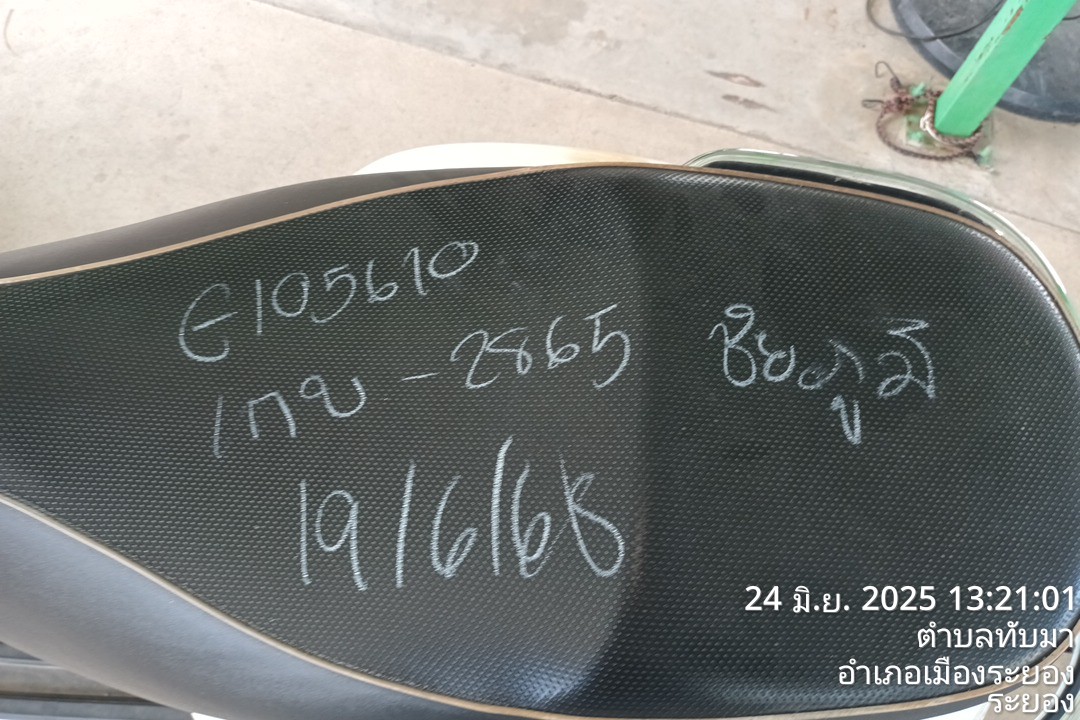 E105610
1กข - 2865 ชัยภูมิ
19/6/68
24 มิ.ย. 2025 13:21:01
ตำบลทับมา
อำเภอเมืองระยอง
ระยอง